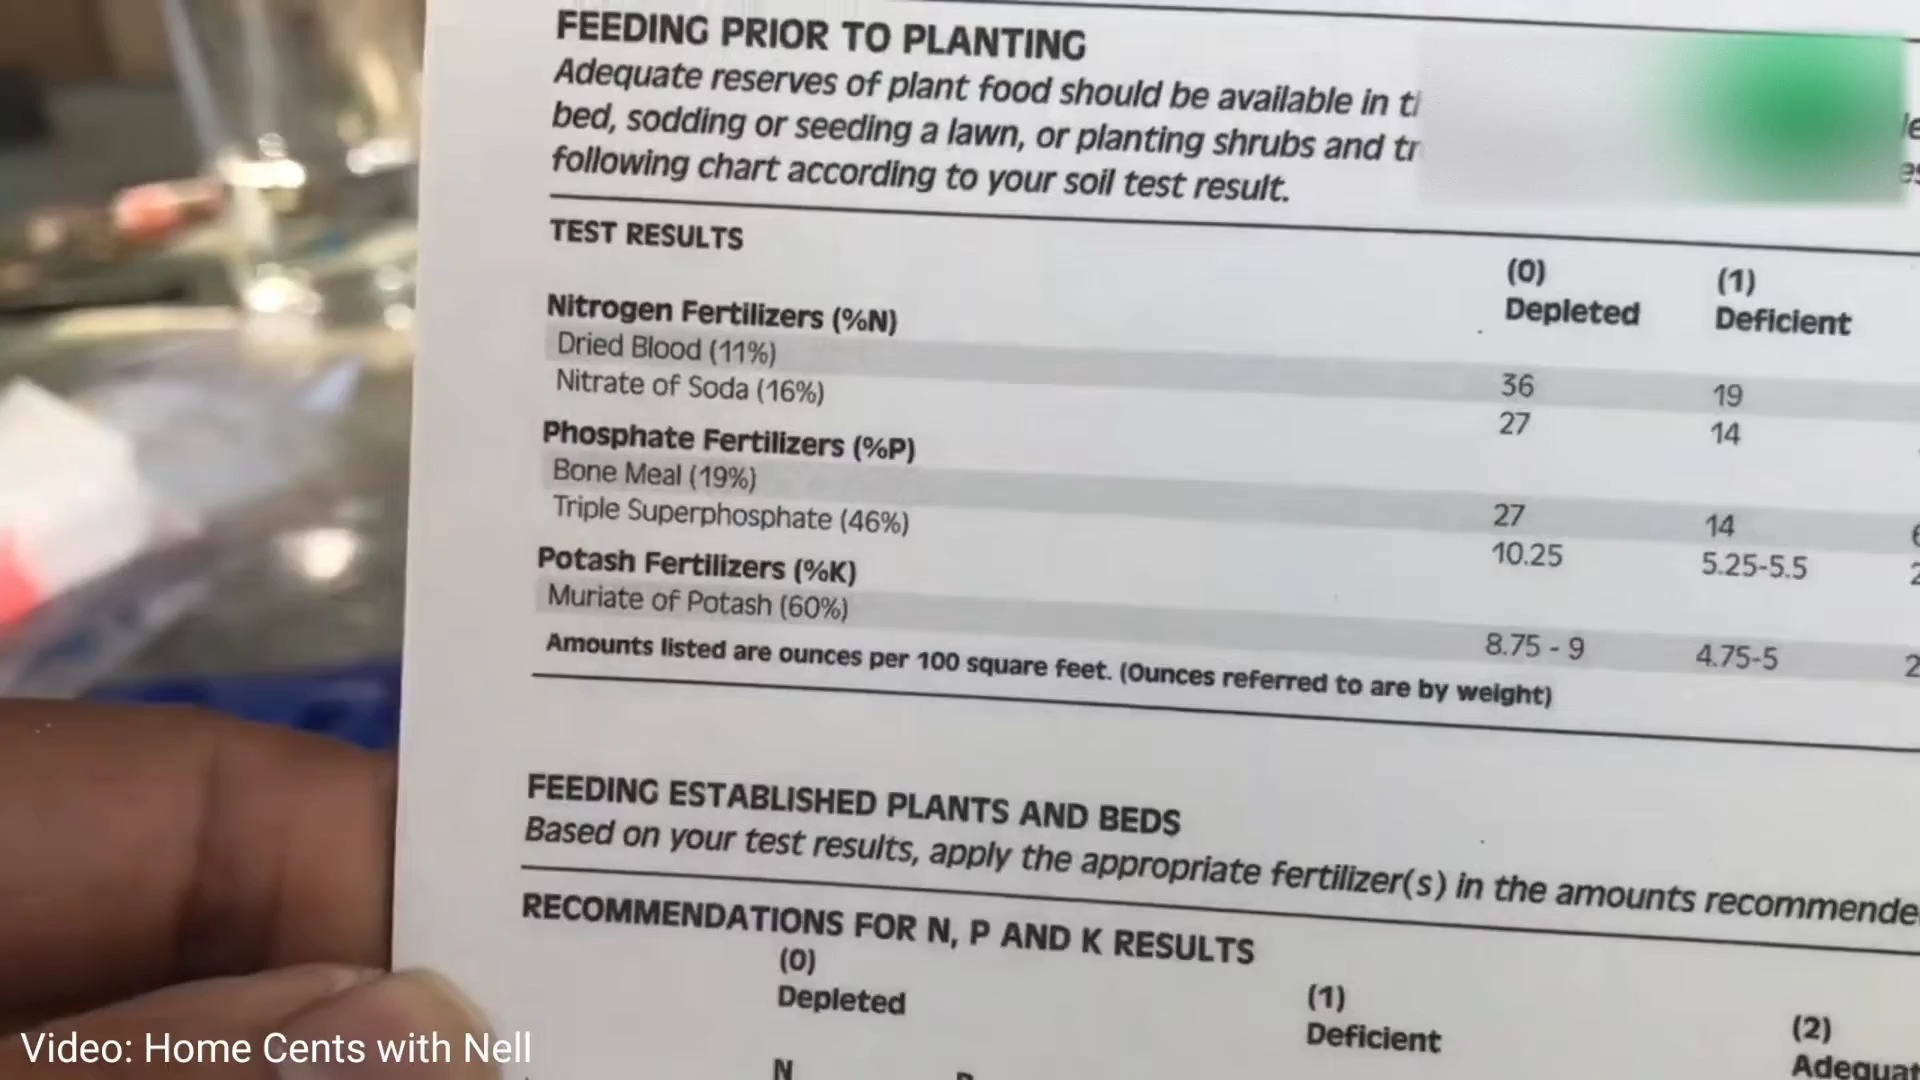 FEEDING PRIOR TO PLANTING
Adequate reserves of plant food should be available in
bed, sodding or seeding a lawn, or planting shrubs and
following chart according to your soil test result.
TEST RESULTS
(0) (1)
Depleted Deficient
Nitrogen Fertilizers (%N)
Dried Blood (11%) 36 19
Nitrate of Soda (16%) 27 14
Phosphate Fertilizers (%P)
Bone Meal (19%) 27 14
Triple Superphosphate (46%) 10.25 5.25-5.5
Potash Fertilizers (%K)
Muriate of Potash (60%) 8.75 - 9 4.75-5
Amounts listed are ounces per 100 square feet. (Ounces referred to are by weight)
FEEDING ESTABLISHED PLANTS AND BEDS
Based on your test results, apply the appropriate fertilizer(s) in the amounts
RECOMMENDATIONS FOR N, P AND K RESULTS
(0) (1) (2)
Depleted Deficient
N
Video: Home Cents with Nell